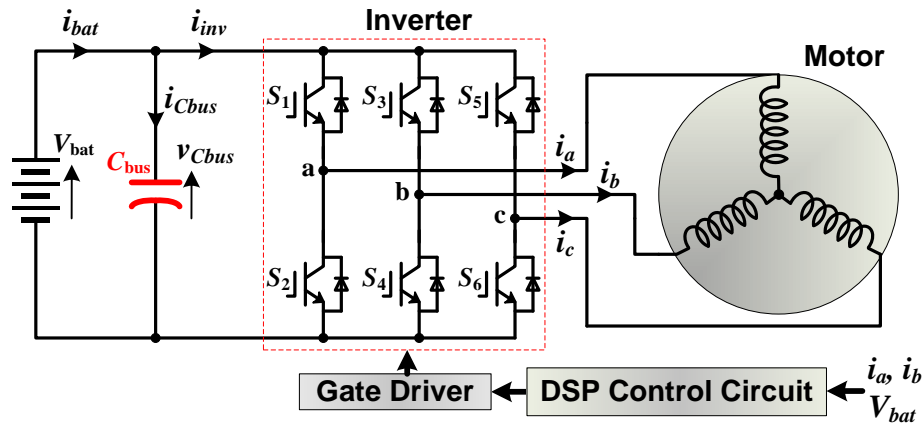 Inverter
i_bat
i_inv
Motor
i_Cbus
S1
S3
S5
V_bat
C_bus
v_Cbus
a
i_a
b
i_b
c
i_c
S2
S4
S6
Gate Driver
DSP Control Circuit
i_a, i_b
V_bat